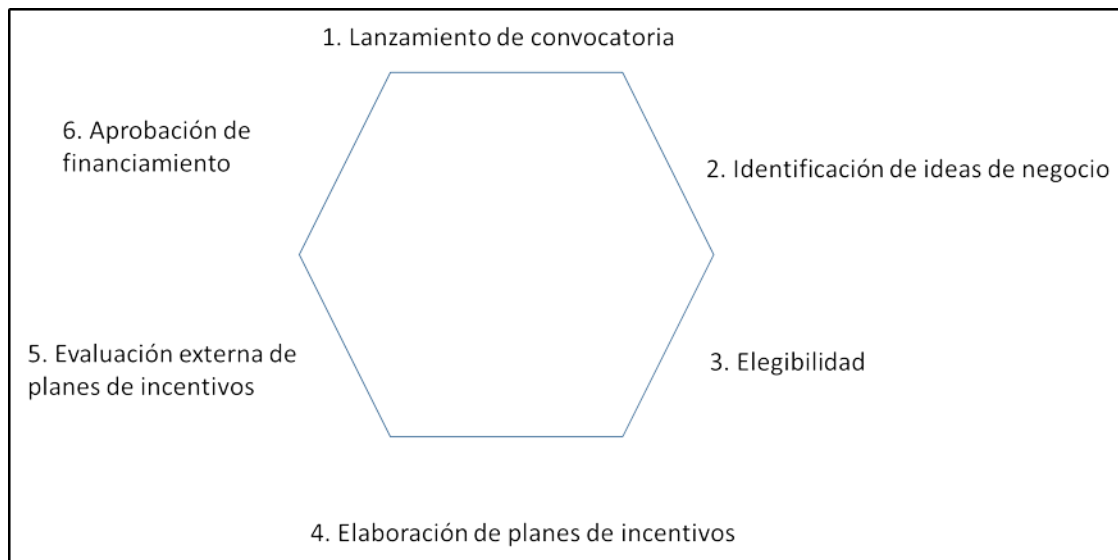 1. Lanzamiento de convocatoria
2. Identificación de ideas de negocio
3. Elegibilidad
4. Elaboración de planes de incentivos
5. Evaluación externa de
planes de incentivos
6. Aprobación de
financiamiento